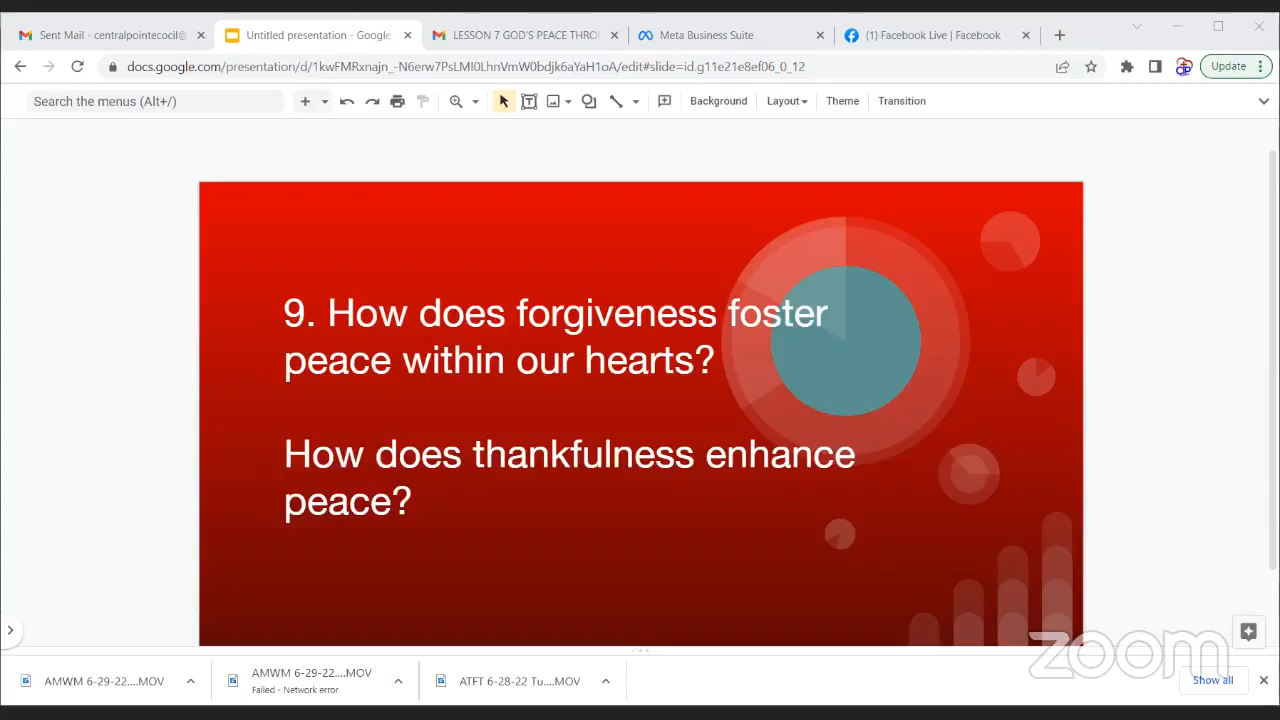 Sent Mail - centralpointecocil@
Untitled presentation - Google
LESSON 7 GOD'S PEACE THROU
Meta Business Suite
(1) Facebook Live | Facebook
docs.google.com/presentation/d/1kwFMRxnajn_-N6erw7PsLMI0LhnVmW0bdjk6aYaH1oA/edit#slide=id.g11e21e8ef06_0_12
Update
Search the menus (Alt+/)
Background
Layout
Theme
Transition
9. How does forgiveness foster
peace within our hearts?
How does thankfulness enhance
peace?
zoom
AMWM 6-29-22....MOV
AMWM 6-29-22....MOV
Failed - Network error
ATFT 6-28-22 Tu....MOV
Show all